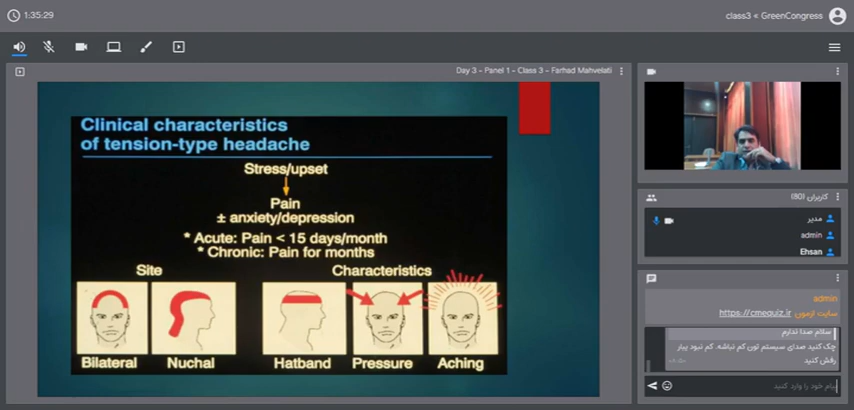 1:35:29
class3 < GreenCongress
Day 3 - Panel 1 - Class 3 - Farhad Mahvelati
Clinical characteristics
of tension-type headache
Stress/upset
Pain
± anxiety/depression
* Acute: Pain < 15 days/month
* Chronic: Pain for months
Site
Characteristics
Bilateral
Nuchal
Hatband
Pressure
Aching
کاربران (80)
مدیر
admin
Ehsan
admin
سایت آزمون https://cmequiz.ir
سلام صدا ندارم
چک کنید صدای سیستم تون کم نباشه. کم نبود یبار
رفش کنید
پیام خود را وارد کنید